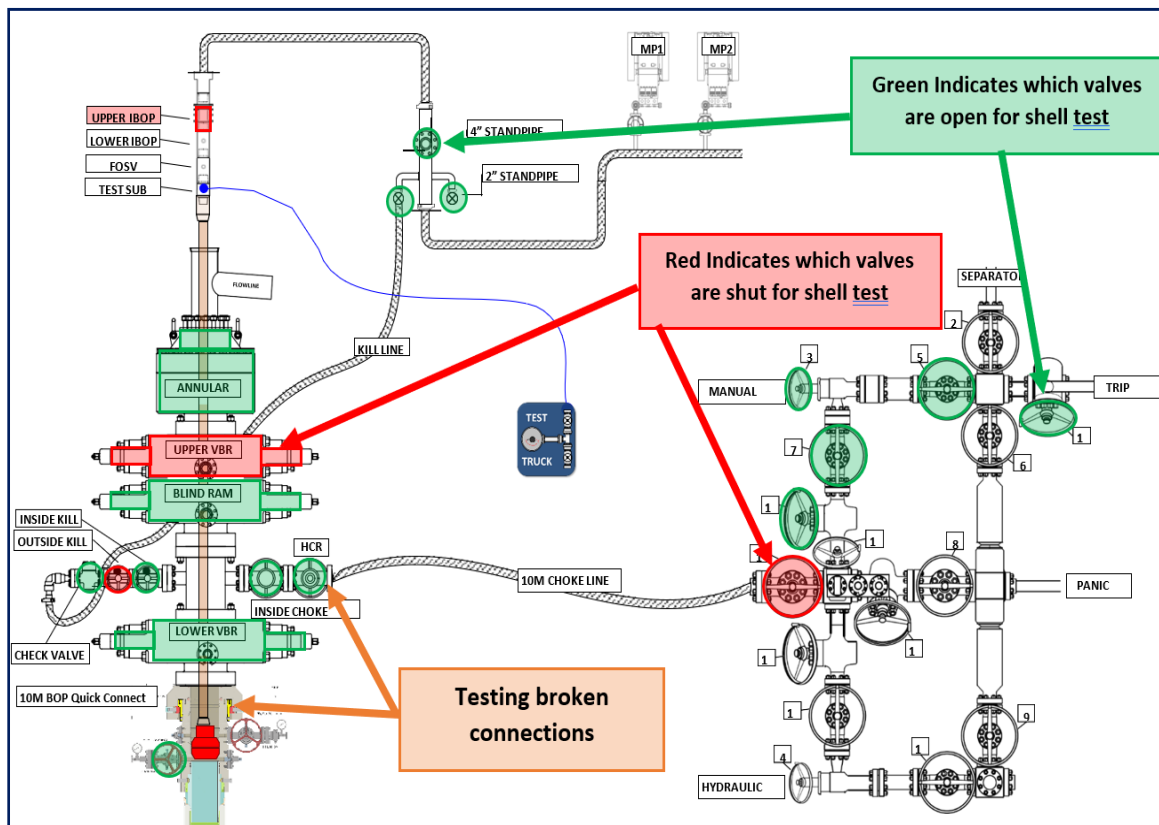 MP1
MP2
UPPER IBOP
LOWER IBOP
FOSV
TEST SUB
4” STANDPIPE
2” STANDPIPE
Green Indicates which valves
are open for shell test
FLOWLINE
Red Indicates which valves
are shut for shell test
SEPARATO
2
KILL LINE
ANNULAR
3
5
MANUAL
TRIP
1
TEST
TRUCK
UPPER VBR
7
6
BLIND RAM
INSIDE KILL
OUTSIDE KILL
HCR
1
1
1
8
10M CHOKE LINE
PANIC
INSIDE CHOKE
LOWER VBR
CHECK VALVE
1
1
10M BOP Quick Connect
Testing broken
connections
1
9
4
1
HYDRAULIC